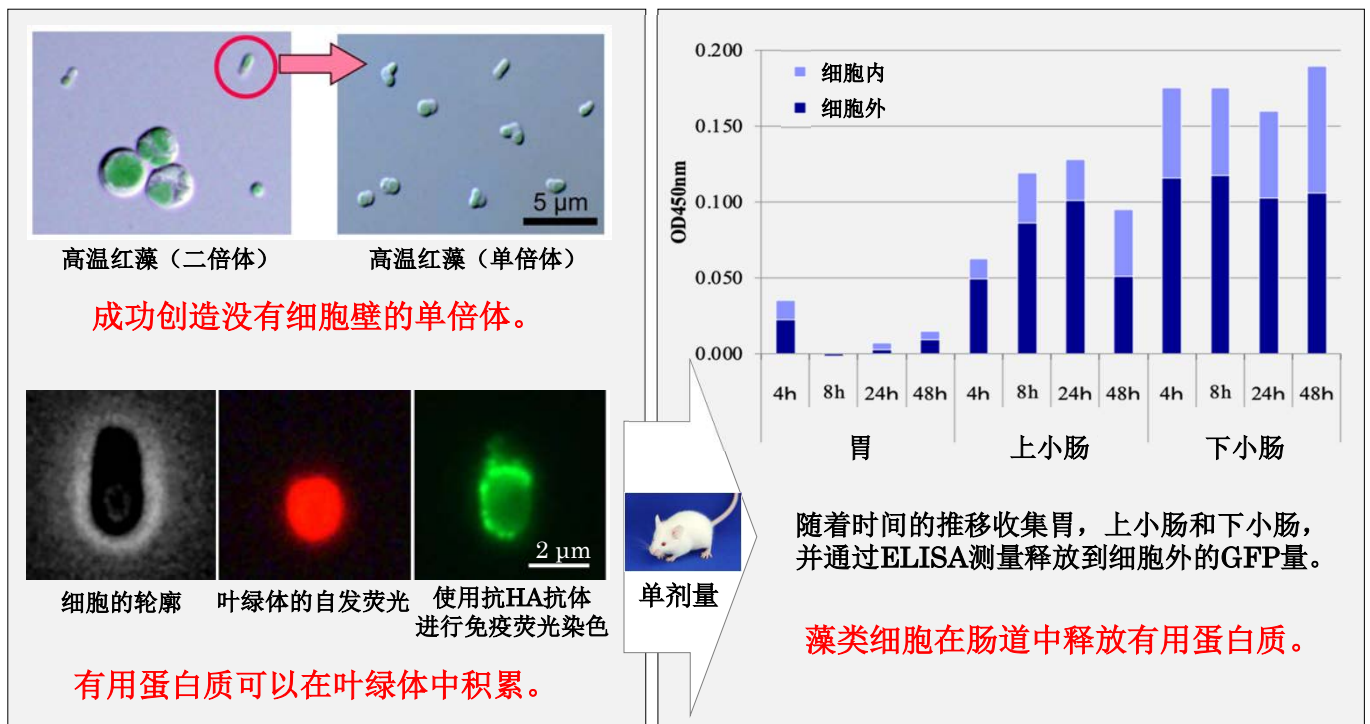 5 μm
高温红藻（二倍体）
高温红藻（单倍体）
成功创造没有细胞壁的单倍体。
2 μm
细胞的轮廓
叶绿体的自发荧光
使用抗HA抗体
进行免疫荧光染色
有用蛋白质可以在叶绿体中积累。
单剂量
0.200
0.150
0.100
0.050
0.000
OD450nm
细胞内
细胞外
4h 8h 24h 48h 4h 8h 24h 48h 4h 8h 24h 48h
胃 上小肠 下小肠
随着时间的推移收集胃，上小肠和下小肠，
并通过ELISA测量释放到细胞外的GFP量。
藻类细胞在肠道中释放有用蛋白质。